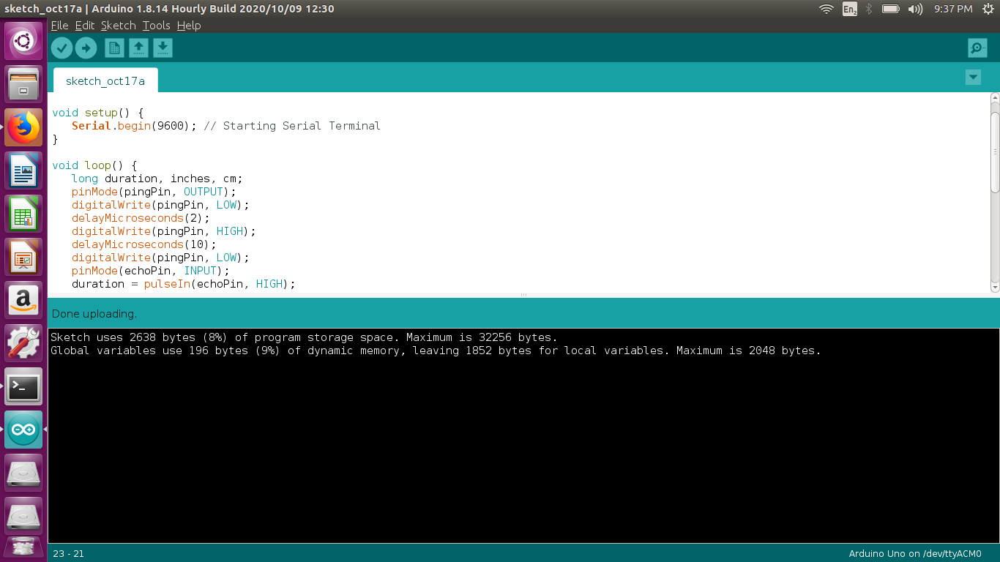 sketch_oct17a | Arduino 1.8.14 Hourly Build 2020/10/09 12:30
En2
9:37 PM
File Edit Sketch Tools Help
sketch_oct17a
void setup() {
   Serial.begin(9600); // Starting Serial Terminal
}
void loop() {
   long duration, inches, cm;
   pinMode(pingPin, OUTPUT);
   digitalWrite(pingPin, LOW);
   delayMicroseconds(2);
   digitalWrite(pingPin, HIGH);
   delayMicroseconds(10);
   digitalWrite(pingPin, LOW);
   pinMode(echoPin, INPUT);
   duration = pulseIn(echoPin, HIGH);
Done uploading.
Sketch uses 2638 bytes (8%) of program storage space. Maximum is 32256 bytes.
Global variables use 196 bytes (9%) of dynamic memory, leaving 1852 bytes for local variables. Maximum is 2048 bytes.
23 - 21
Arduino Uno on /dev/ttyACM0